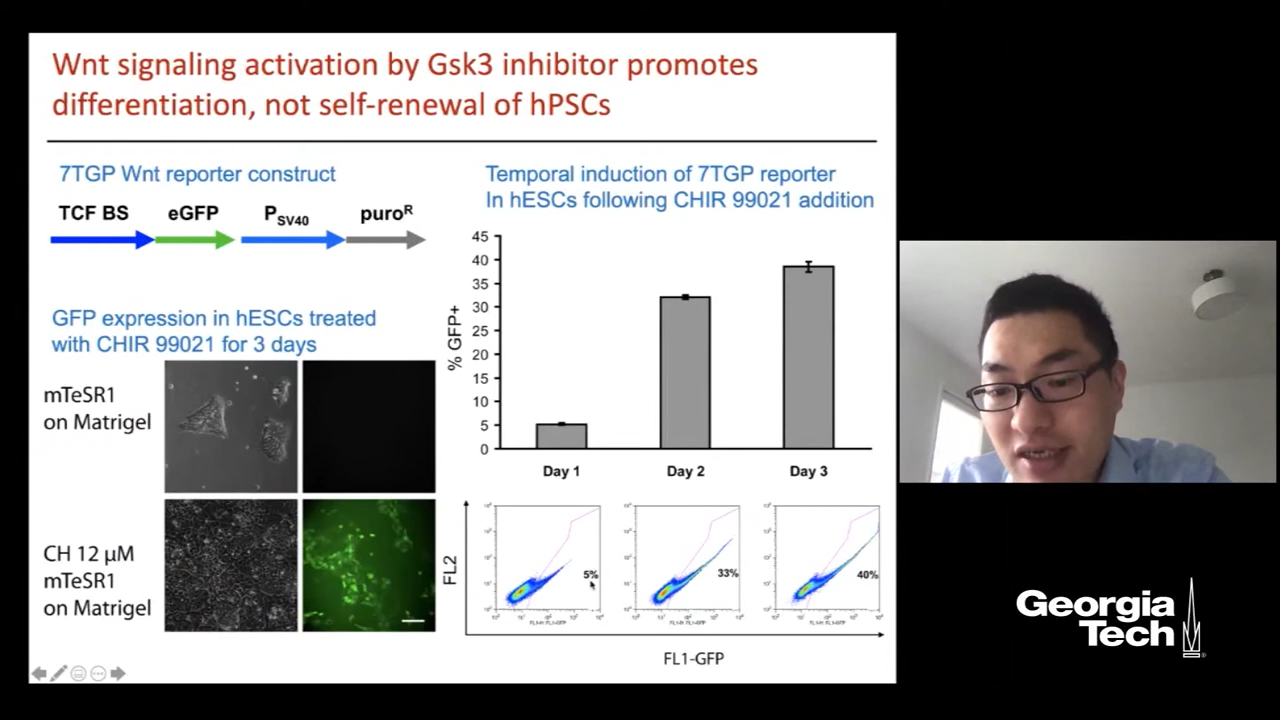 Wnt signaling activation by Gsk3 inhibitor promotes
differentiation, not self-renewal of hPSCs
7TGP Wnt reporter construct
TCF BS eGFP PSV40 puroR
GFP expression in hESCs treated
with CHIR 99021 for 3 days
mTeSR1
on Matrigel
CH 12 µM
mTeSR1
on Matrigel
Temporal induction of 7TGP reporter
In hESCs following CHIR 99021 addition
% GFP+
45
40
35
30
25
20
15
10
5
0
Day 1 Day 2 Day 3
FL2
5% 33% 40%
FL1-GFP
Georgia
Tech